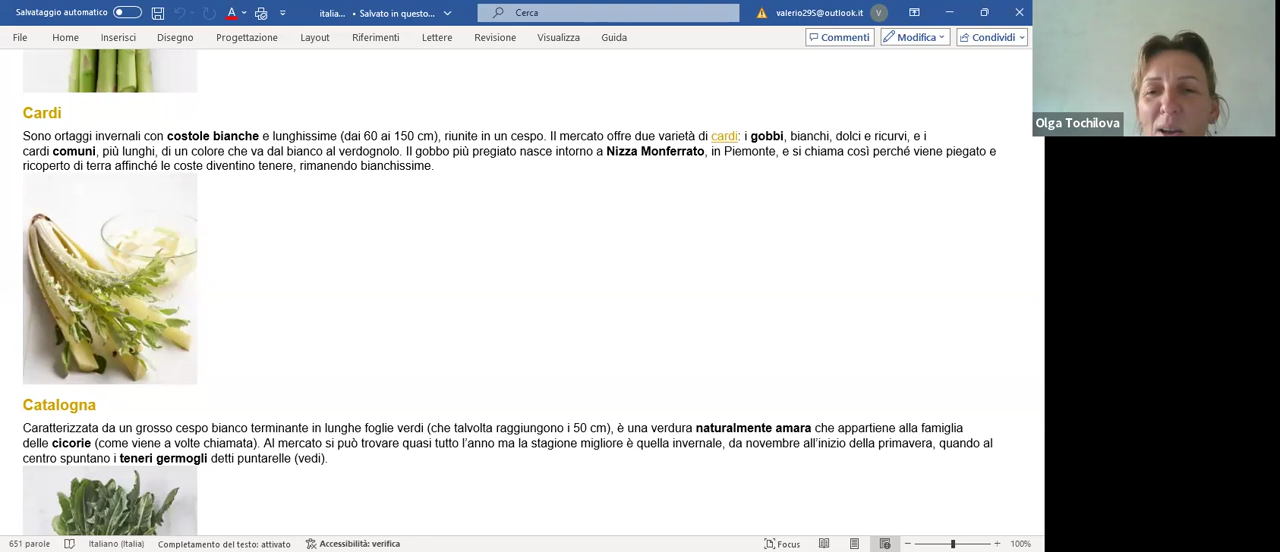 Salvataggio automatico A italia... • Salvato in questo... Cerca valerio295@outlook.it V
File Home Inserisci Disegno Progettazione Layout Riferimenti Lettere Revisione Visualizza Guida Commenti Modifica Condividi
Cardi
Sono ortaggi invernali con costole bianche e lunghissime (dai 60 ai 150 cm), riunite in un cespo. Il mercato offre due varietà di cardi: i gobbi, bianchi, dolci e ricurvi, e i
cardi comuni, più lunghi, di un colore che va dal bianco al verdognolo. Il gobbo più pregiato nasce intorno a Nizza Monferrato, in Piemonte, e si chiama così perché viene piegato e
ricoperto di terra affinché le coste diventino tenere, rimanendo bianchissime.
Catalogna
Caratterizzata da un grosso cespo bianco terminante in lunghe foglie verdi (che talvolta raggiungono i 50 cm), è una verdura naturalmente amara che appartiene alla famiglia
delle cicorie (come viene a volte chiamata). Al mercato si può trovare quasi tutto l'anno ma la stagione migliore è quella invernale, da novembre all'inizio della primavera, quando al
centro spuntano i teneri germogli detti puntarelle (vedi).
651 parole Italiano (Italia) Completamento del testo: attivato Accessibilità: verifica Focus 100%
Olga Tochilova